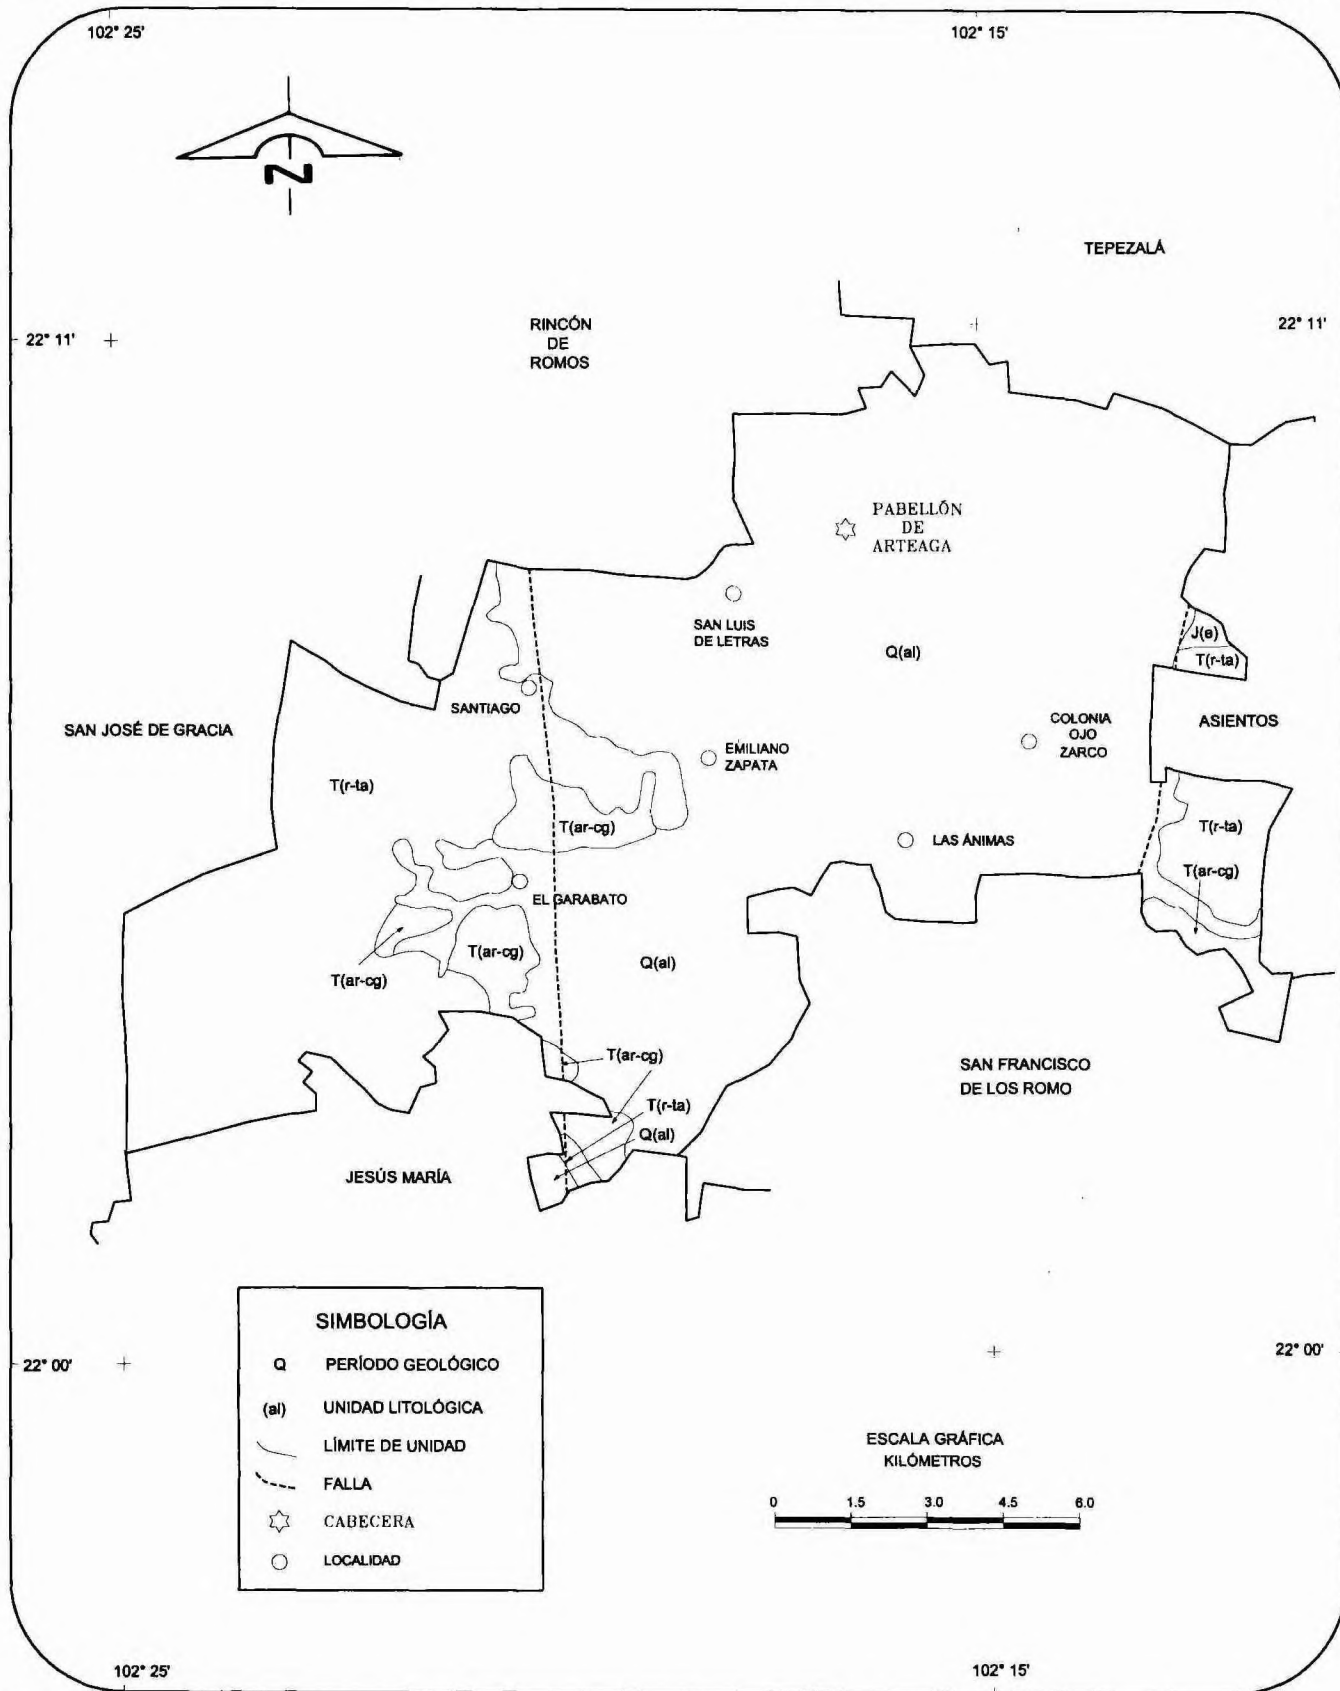 102° 25'
102° 15'
N
TEPEZALÁ
22° 11'
22° 11'
RINCÓN
DE
ROMOS
PABELLÓN
DE
ARTEAGA
SAN LUIS
DE LETRAS
Q(al)
J(s)
T(r-ta)
SANTIAGO
SAN JOSÉ DE GRACIA
COLONIA
OJO
ZARCO
ASIENTOS
EMILIANO
ZAPATA
T(r-ta)
T(ar-cg)
T(r-ta)
LAS ÁNIMAS
T(ar-cg)
EL GARABATO
T(ar-cg)
T(ar-cg)
Q(al)
T(ar-cg)
SAN FRANCISCO
DE LOS ROMO
T(r-ta)
Q(al)
JESÚS MARÍA
SIMBOLOGÍA
Q PERÍODO GEOLÓGICO
(al) UNIDAD LITOLÓGICA
LÍMITE DE UNIDAD
FALLA
CABECERA
LOCALIDAD
22° 00'
22° 00'
ESCALA GRÁFICA
KILÓMETROS
0 1.5 3.0 4.5 6.0
102° 25'
102° 15'